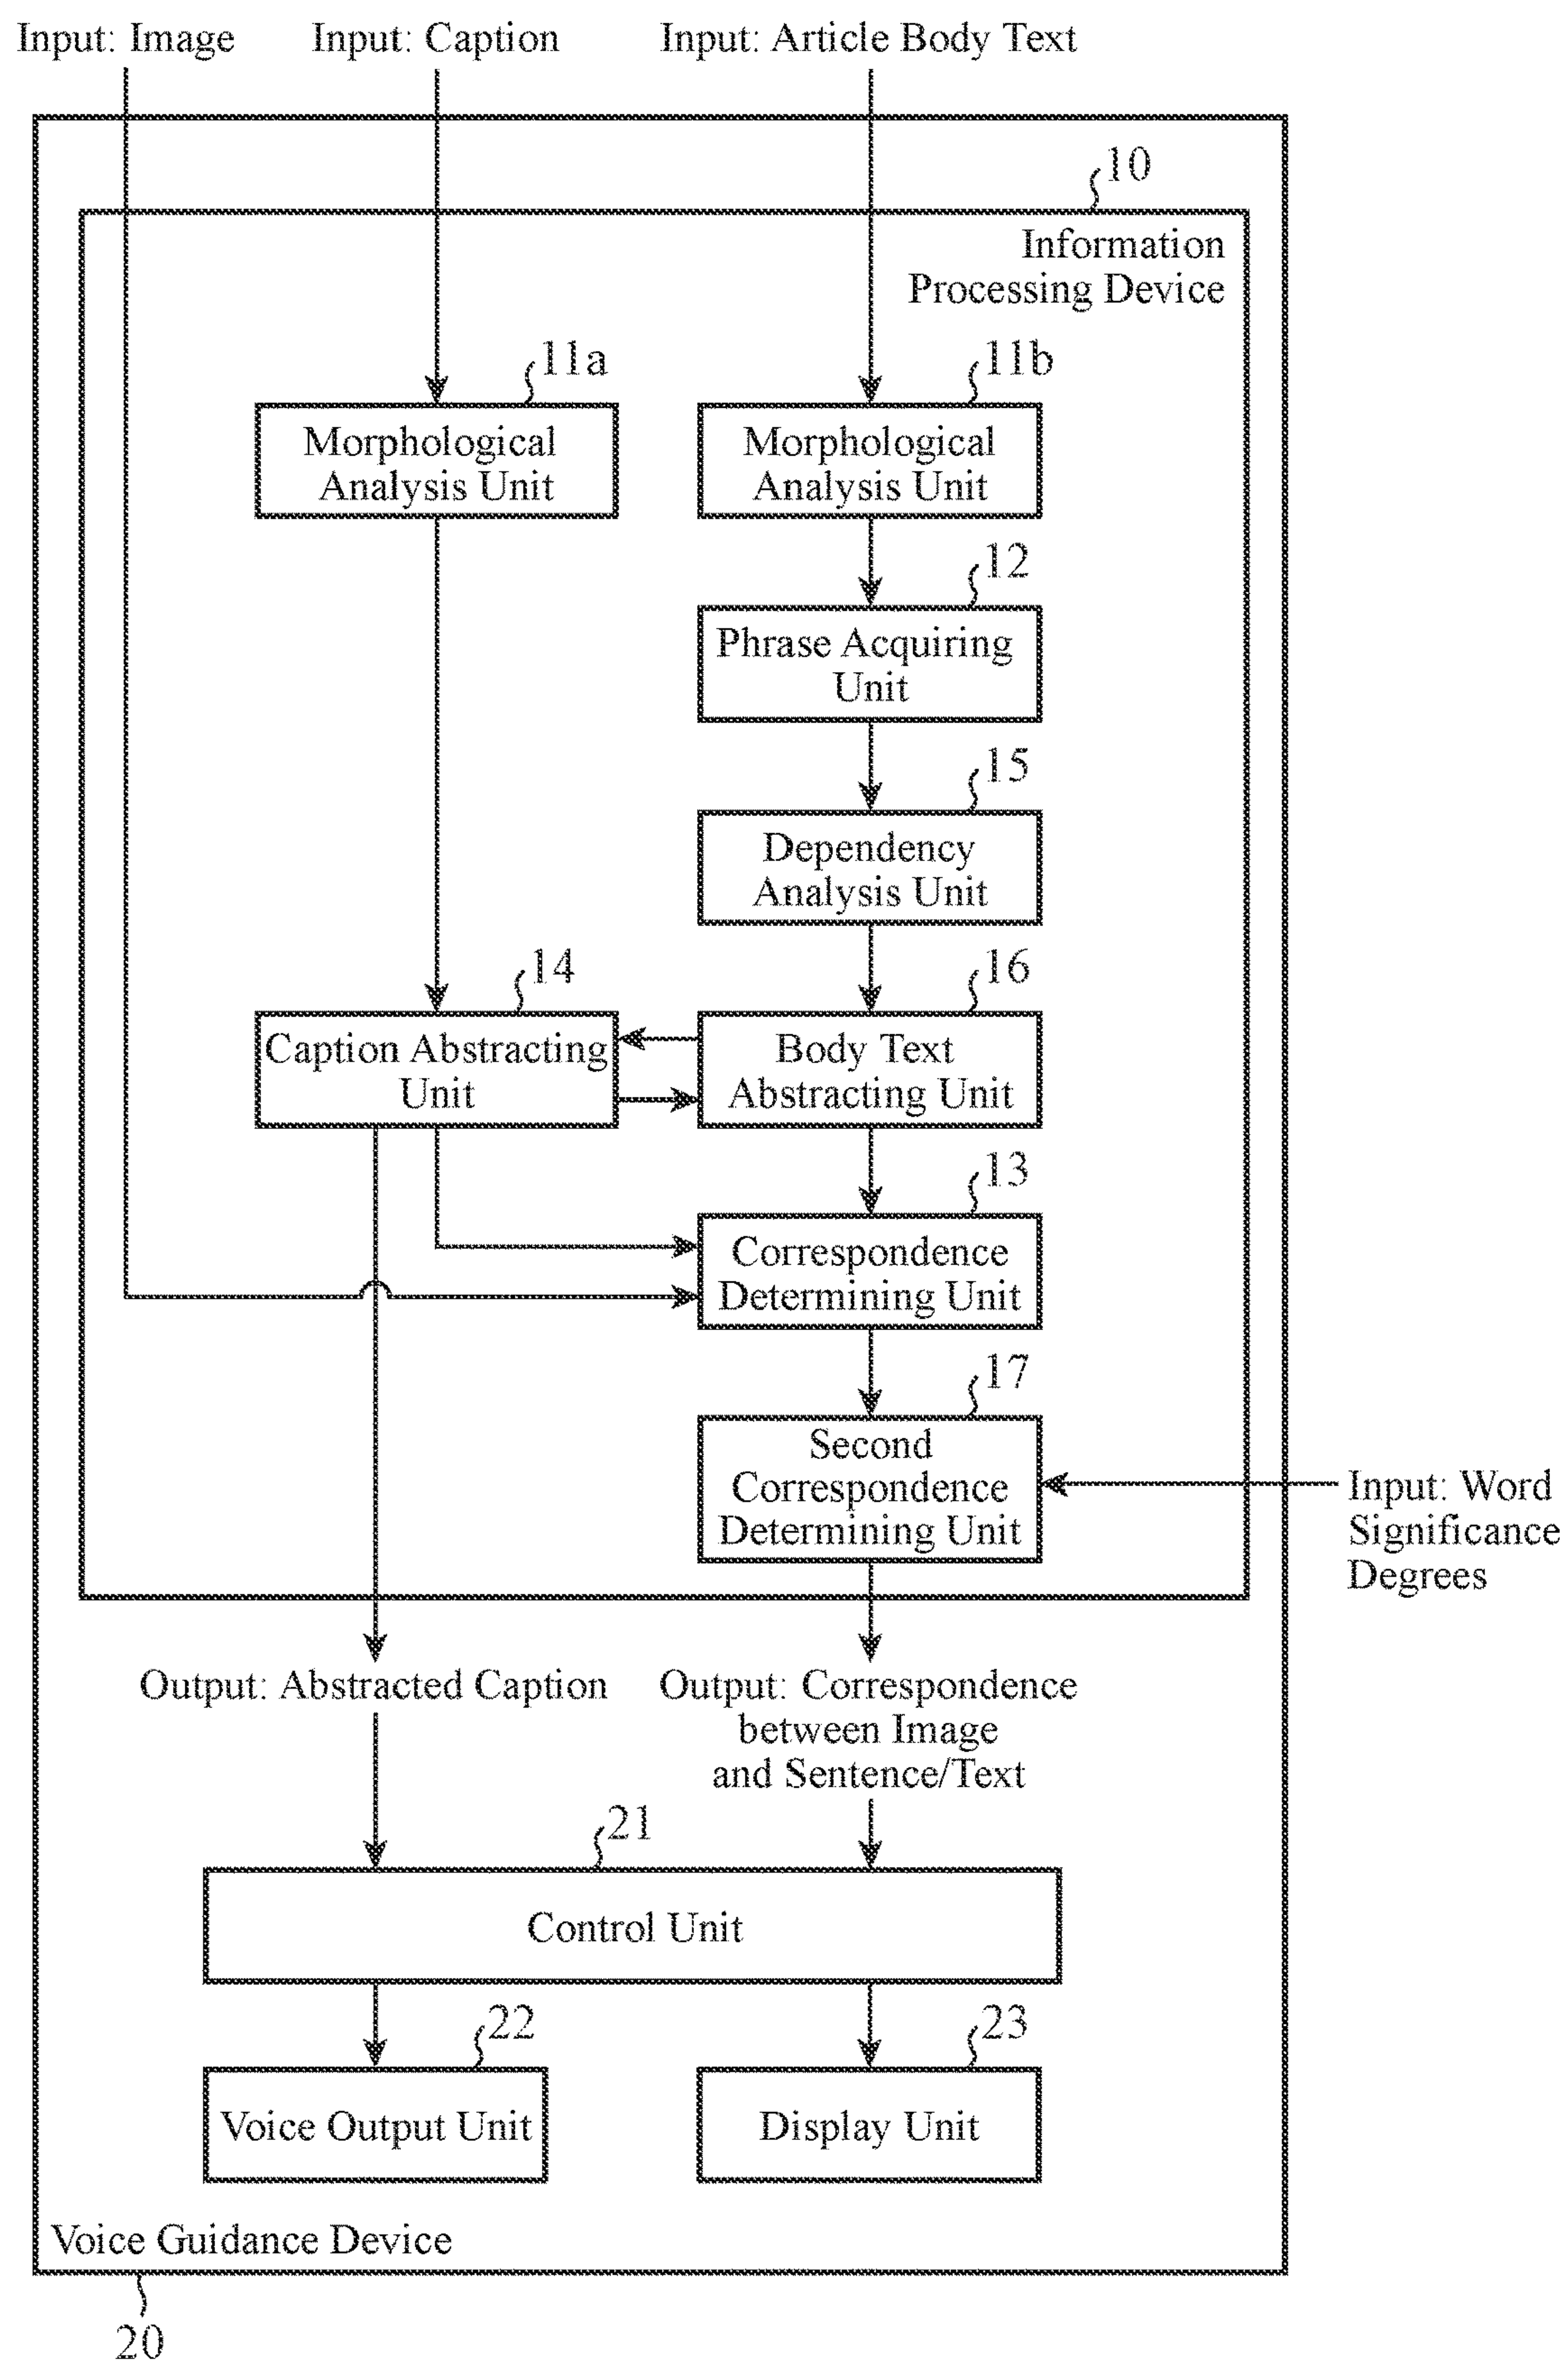 Input: Image
Input: Caption
Input: Article Body Text
10
Information
Processing Device
11a
Morphological
Analysis Unit
11b
Morphological
Analysis Unit
12
Phrase Acquiring
Unit
15
Dependency
Analysis Unit
14
Caption Abstracting
Unit
16
Body Text
Abstracting Unit
13
Correspondence
Determining Unit
17
Second
Correspondence
Determining Unit
Input: Word
Significance
Degrees
Output: Abstracted Caption
Output: Correspondence
between Image
and Sentence/Text
21
Control Unit
22
Voice Output Unit
23
Display Unit
Voice Guidance Device
20